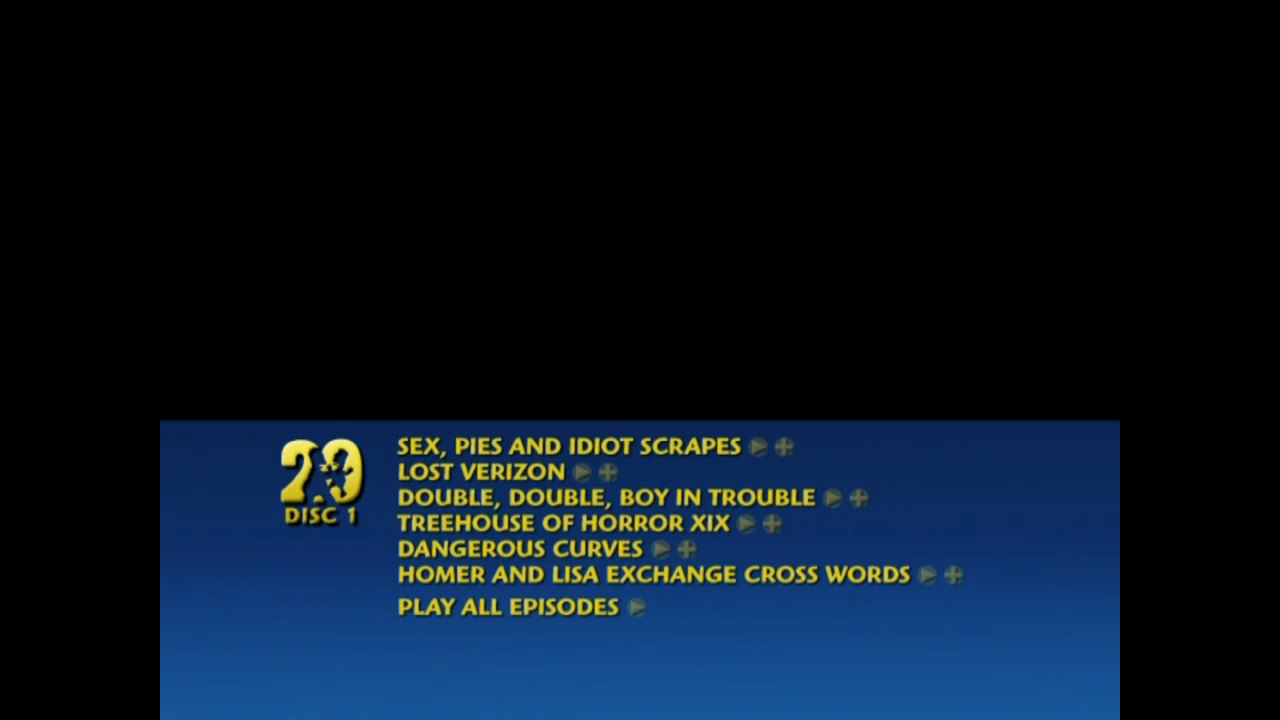 20
DISC 1
SEX, PIES AND IDIOT SCRAPES
LOST VERIZON
DOUBLE, DOUBLE, BOY IN TROUBLE
TREEHOUSE OF HORROR XIX
DANGEROUS CURVES
HOMER AND LISA EXCHANGE CROSS WORDS
PLAY ALL EPISODES